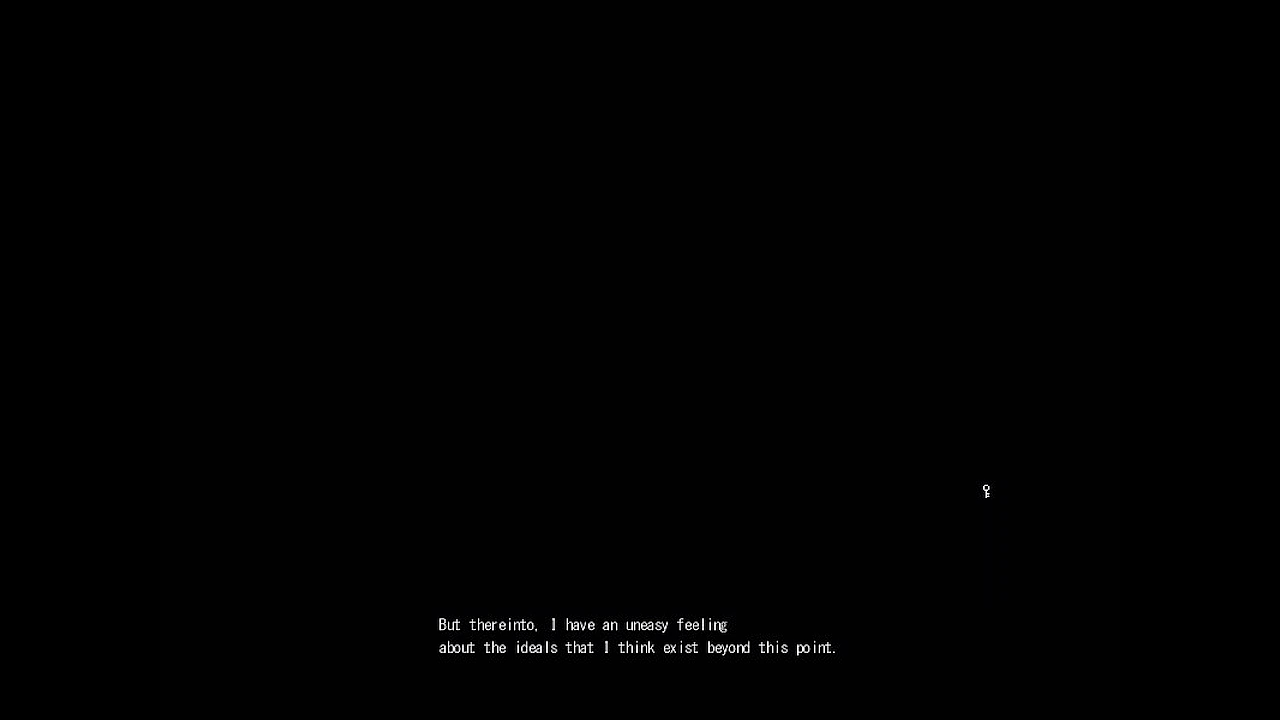 But thereinto, I have an uneasy feeling
about the ideals that I think exist beyond this point.